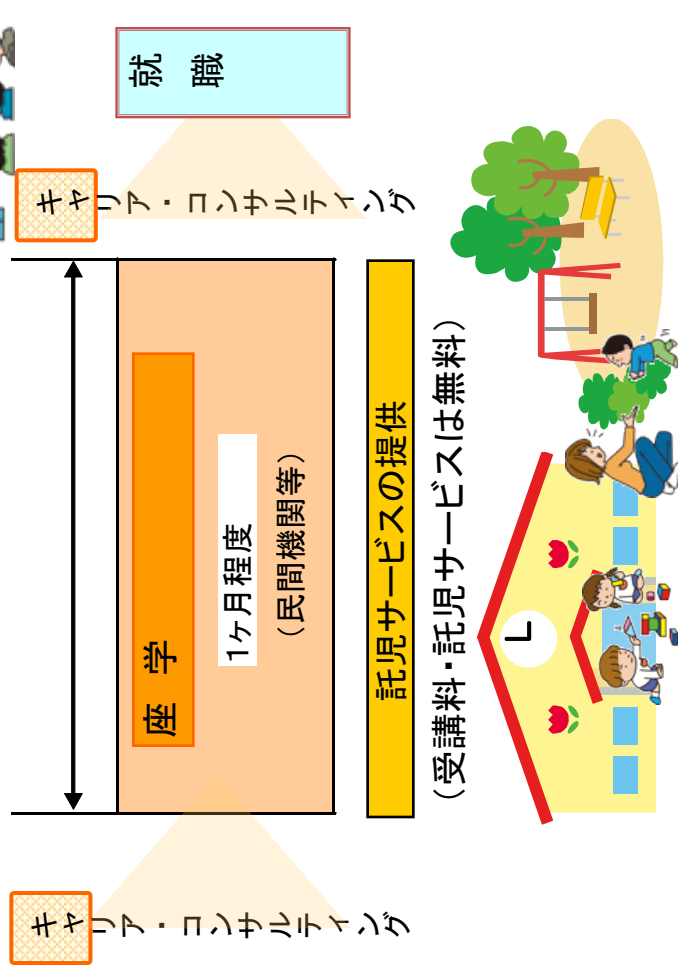 キャリア・コンサルティング
座 学
1ヶ月程度
（民間機関等）
託児サービスの提供
（受講料・託児サービスは無料）
キャリア・コンサルティング
就 職